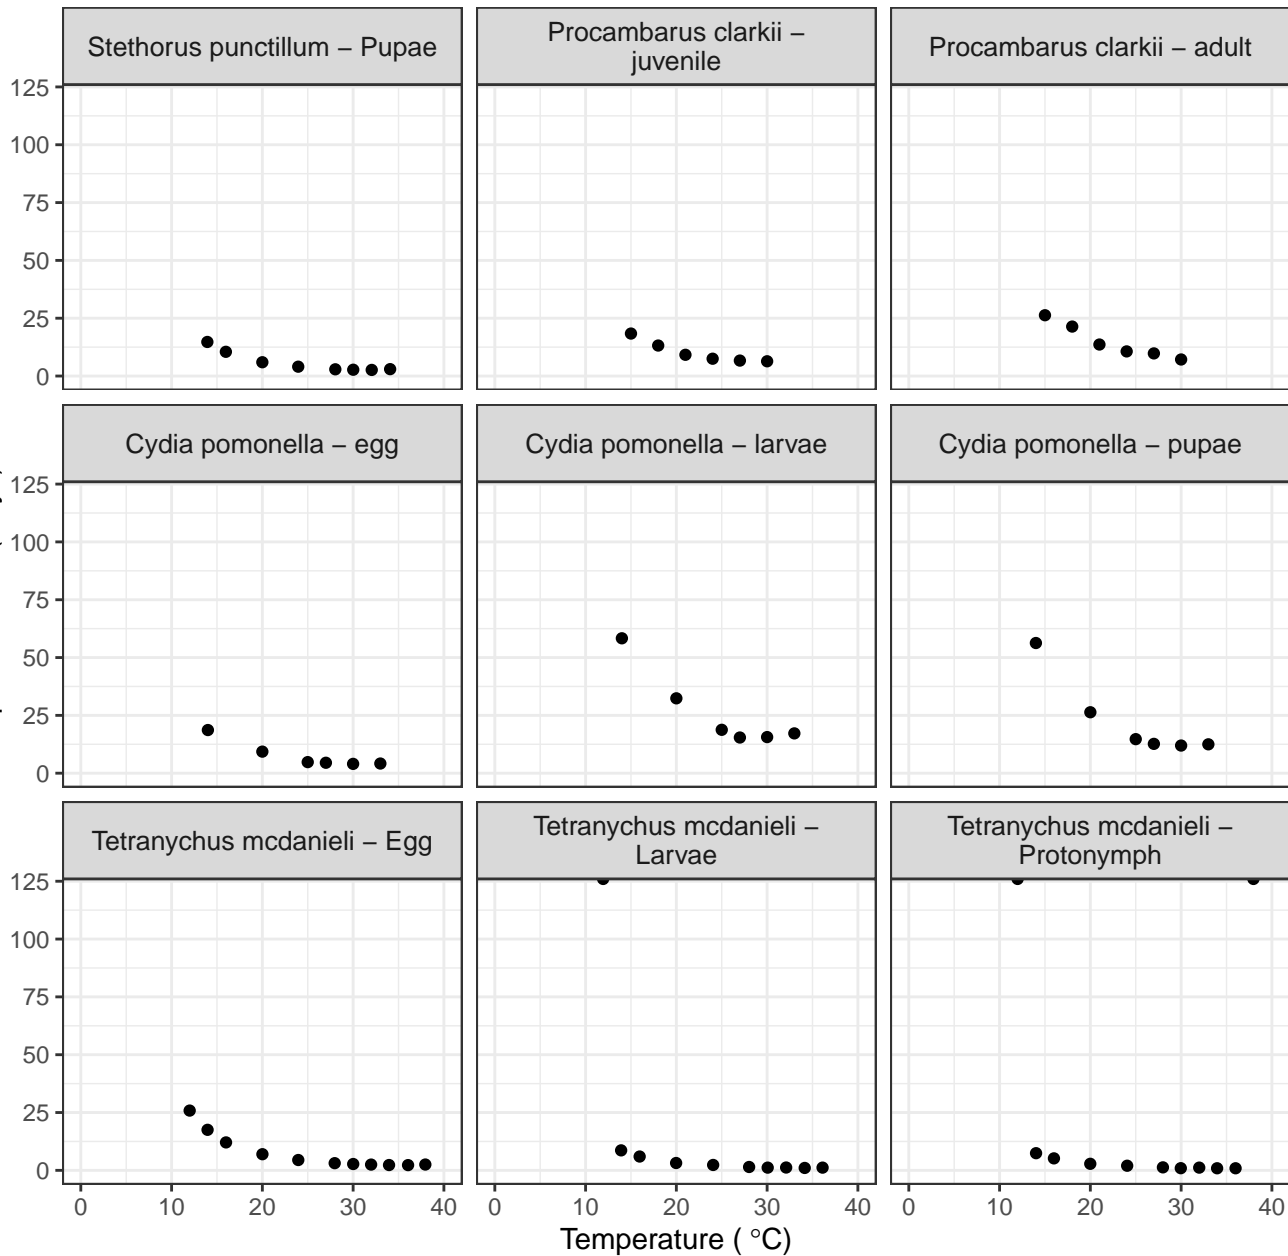 Stethorus punctillum − Pupae
Procambarus clarkii −
juvenile
Procambarus clarkii − adult
125
100
75
50
25
0
Cydia pomonella − egg
Cydia pomonella − larvae
Cydia pomonella − pupae
125
100
75
50
25
0
Tetranychus mcdanieli − Egg
Tetranychus mcdanieli −
Larvae
Tetranychus mcdanieli −
Protonymph
125
100
75
50
25
0
0 10 20 30 40
0 10 20 30 40
0 10 20 30 40
Temperature ( °C)